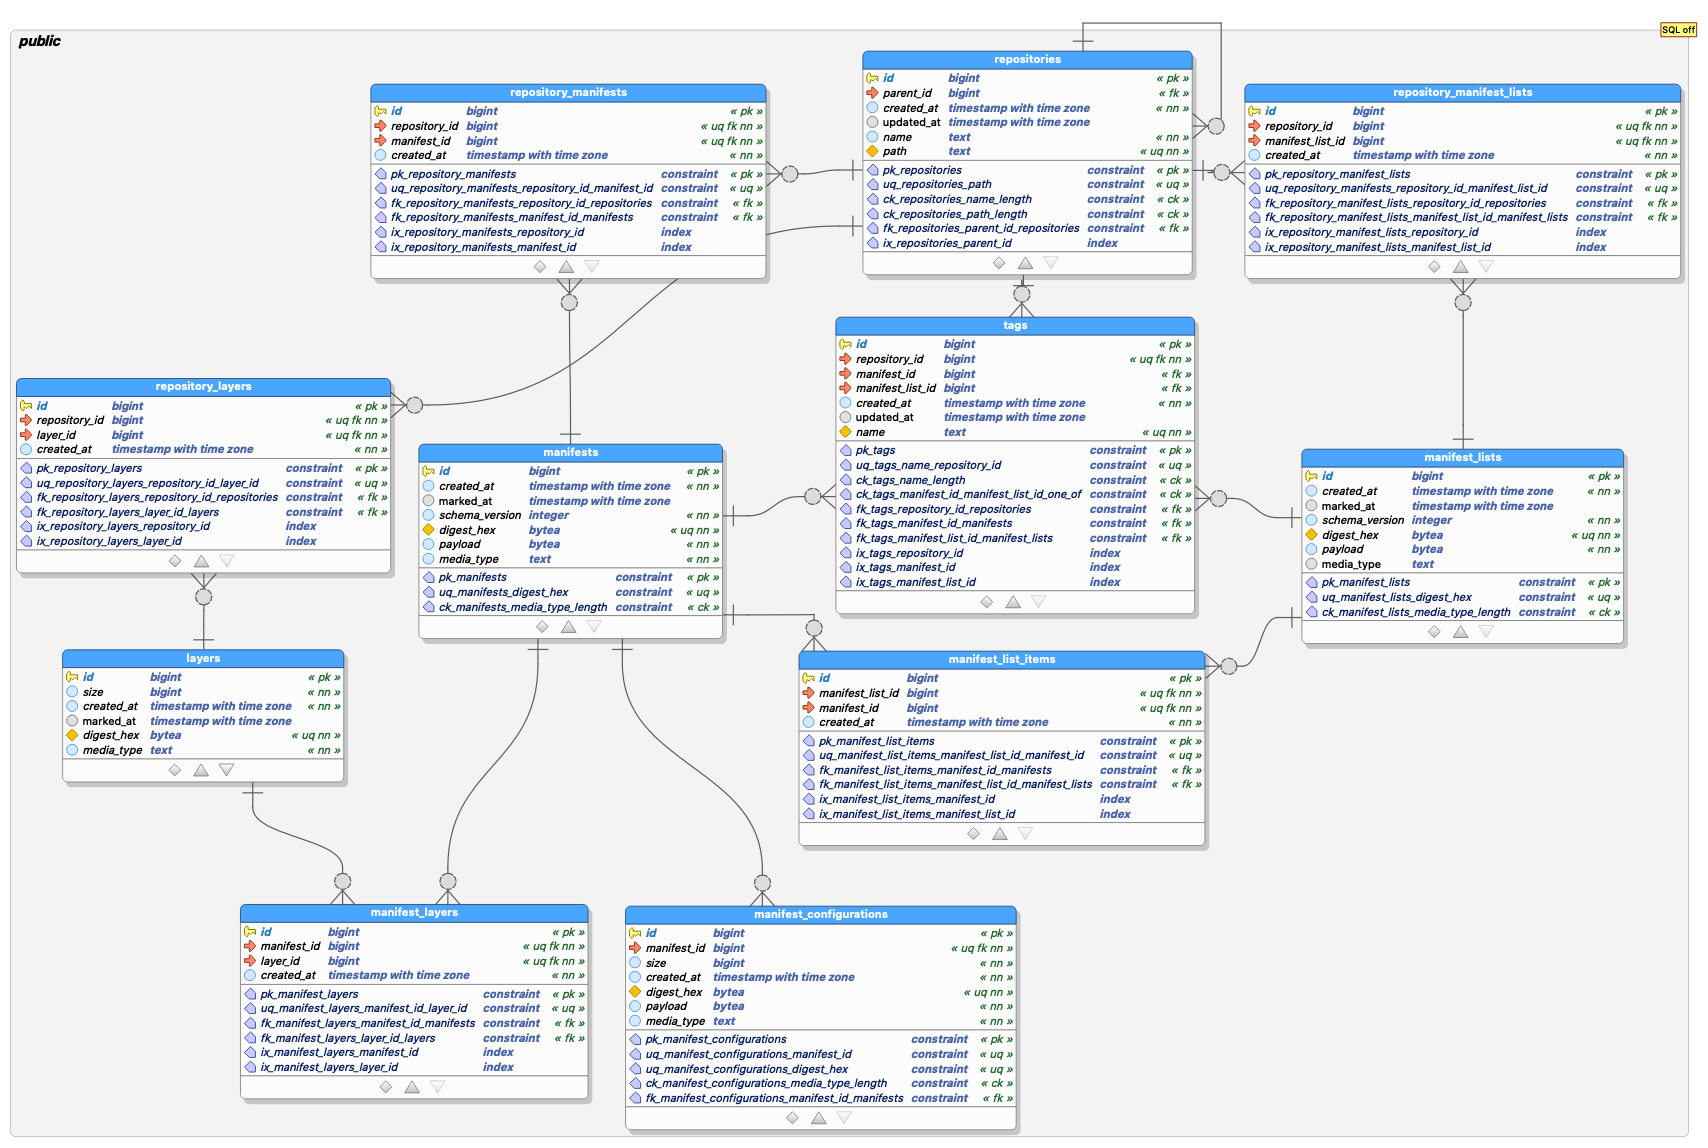 SQL off
public
repositories
id bigint « pk »
parent_id bigint « fk »
created_at timestamp with time zone « nn »
updated_at timestamp with time zone
name text « nn »
path text « uq nn »
pk_repositories constraint « pk »
uq_repositories_path constraint « uq »
ck_repositories_name_length constraint « ck »
ck_repositories_path_length constraint « ck »
fk_repositories_parent_id_repositories constraint « fk »
ix_repositories_parent_id index
repository_manifests
id bigint « pk »
repository_id bigint « uq fk nn »
manifest_id bigint « uq fk nn »
created_at timestamp with time zone « nn »
pk_repository_manifests constraint « pk »
uq_repository_manifests_repository_id_manifest_id constraint « uq »
fk_repository_manifests_repository_id_repositories constraint « fk »
fk_repository_manifests_manifest_id_manifests constraint « fk »
ix_repository_manifests_repository_id index
ix_repository_manifests_manifest_id index
repository_manifest_lists
id bigint « pk »
repository_id bigint « uq fk nn »
manifest_list_id bigint « uq fk nn »
created_at timestamp with time zone « nn »
pk_repository_manifest_lists constraint « pk »
uq_repository_manifests_repository_id_manifest_list_id constraint « uq »
fk_repository_manifest_lists_repository_id_repositories constraint « fk »
fk_repository_manifest_lists_manifest_list_id_manifest_lists constraint « fk »
ix_repository_manifest_lists_repository_id index
ix_repository_manifest_lists_manifest_list_id index
tags
id bigint « pk »
repository_id bigint « uq fk nn »
manifest_id bigint « fk »
manifest_list_id bigint « fk »
created_at timestamp with time zone « nn »
updated_at timestamp with time zone
name text « uq nn »
pk_tags constraint « pk »
uq_tags_name_repository_id constraint « uq »
ck_tags_name_length constraint « ck »
ck_tags_manifest_id_manifest_list_id_one_of constraint « ck »
fk_tags_repository_id_repositories constraint « fk »
fk_tags_manifest_id_manifests constraint « fk »
fk_tags_manifest_list_id_manifest_lists constraint « fk »
ix_tags_repository_id index
ix_tags_manifest_id index
ix_tags_manifest_list_id index
repository_layers
id bigint « pk »
repository_id bigint « uq fk nn »
layer_id bigint « uq fk nn »
created_at timestamp with time zone « nn »
pk_repository_layers constraint « pk »
uq_repository_layers_repository_id_layer_id constraint « uq »
fk_repository_layers_repository_id_repositories constraint « fk »
fk_repository_layers_layer_id_layers constraint « fk »
ix_repository_layers_repository_id index
ix_repository_layers_layer_id index
manifests
id bigint « pk »
created_at timestamp with time zone « nn »
marked_at timestamp with time zone
schema_version integer « nn »
digest_hex bytea « uq nn »
payload bytea « nn »
media_type text « nn »
pk_manifests constraint « pk »
uq_manifests_digest_hex constraint « uq »
ck_manifests_media_type_length constraint « ck »
manifest_lists
id bigint « pk »
created_at timestamp with time zone « nn »
marked_at timestamp with time zone
schema_version integer « nn »
digest_hex bytea « uq nn »
payload bytea « nn »
media_type text
pk_manifest_lists constraint « pk »
uq_manifest_lists_digest_hex constraint « uq »
ck_manifest_lists_media_type_length constraint « ck »
layers
id bigint « pk »
size bigint « nn »
created_at timestamp with time zone « nn »
marked_at timestamp with time zone
digest_hex bytea « uq nn »
media_type text « nn »
manifest_list_items
id bigint « pk »
manifest_list_id bigint « uq fk nn »
manifest_id bigint « uq fk nn »
created_at timestamp with time zone « nn »
pk_manifest_list_items constraint « pk »
uq_manifest_list_items_manifest_list_id_manifest_id constraint « uq »
fk_manifest_list_items_manifest_id_manifests constraint « fk »
fk_manifest_list_items_manifest_list_id_manifest_lists constraint « fk »
ix_manifest_list_items_manifest_id index
ix_manifest_list_items_manifest_list_id index
manifest_layers
id bigint « pk »
manifest_id bigint « uq fk nn »
layer_id bigint « uq fk nn »
created_at timestamp with time zone « nn »
pk_manifest_layers constraint « pk »
uq_manifest_layers_manifest_id_layer_id constraint « uq »
fk_manifest_layers_manifest_id_manifests constraint « fk »
fk_manifest_layers_layer_id_layers constraint « fk »
ix_manifest_layers_manifest_id index
ix_manifest_layers_layer_id index
manifest_configurations
id bigint « pk »
manifest_id bigint « uq fk nn »
size bigint « nn »
created_at timestamp with time zone « nn »
digest_hex bytea « uq nn »
payload bytea « nn »
media_type text « nn »
pk_manifest_configurations constraint « pk »
uq_manifest_configurations_manifest_id constraint « uq »
uq_manifest_configurations_digest_hex constraint « uq »
ck_manifest_configurations_media_type_length constraint « ck »
fk_manifest_configurations_manifest_id_manifests constraint « fk »